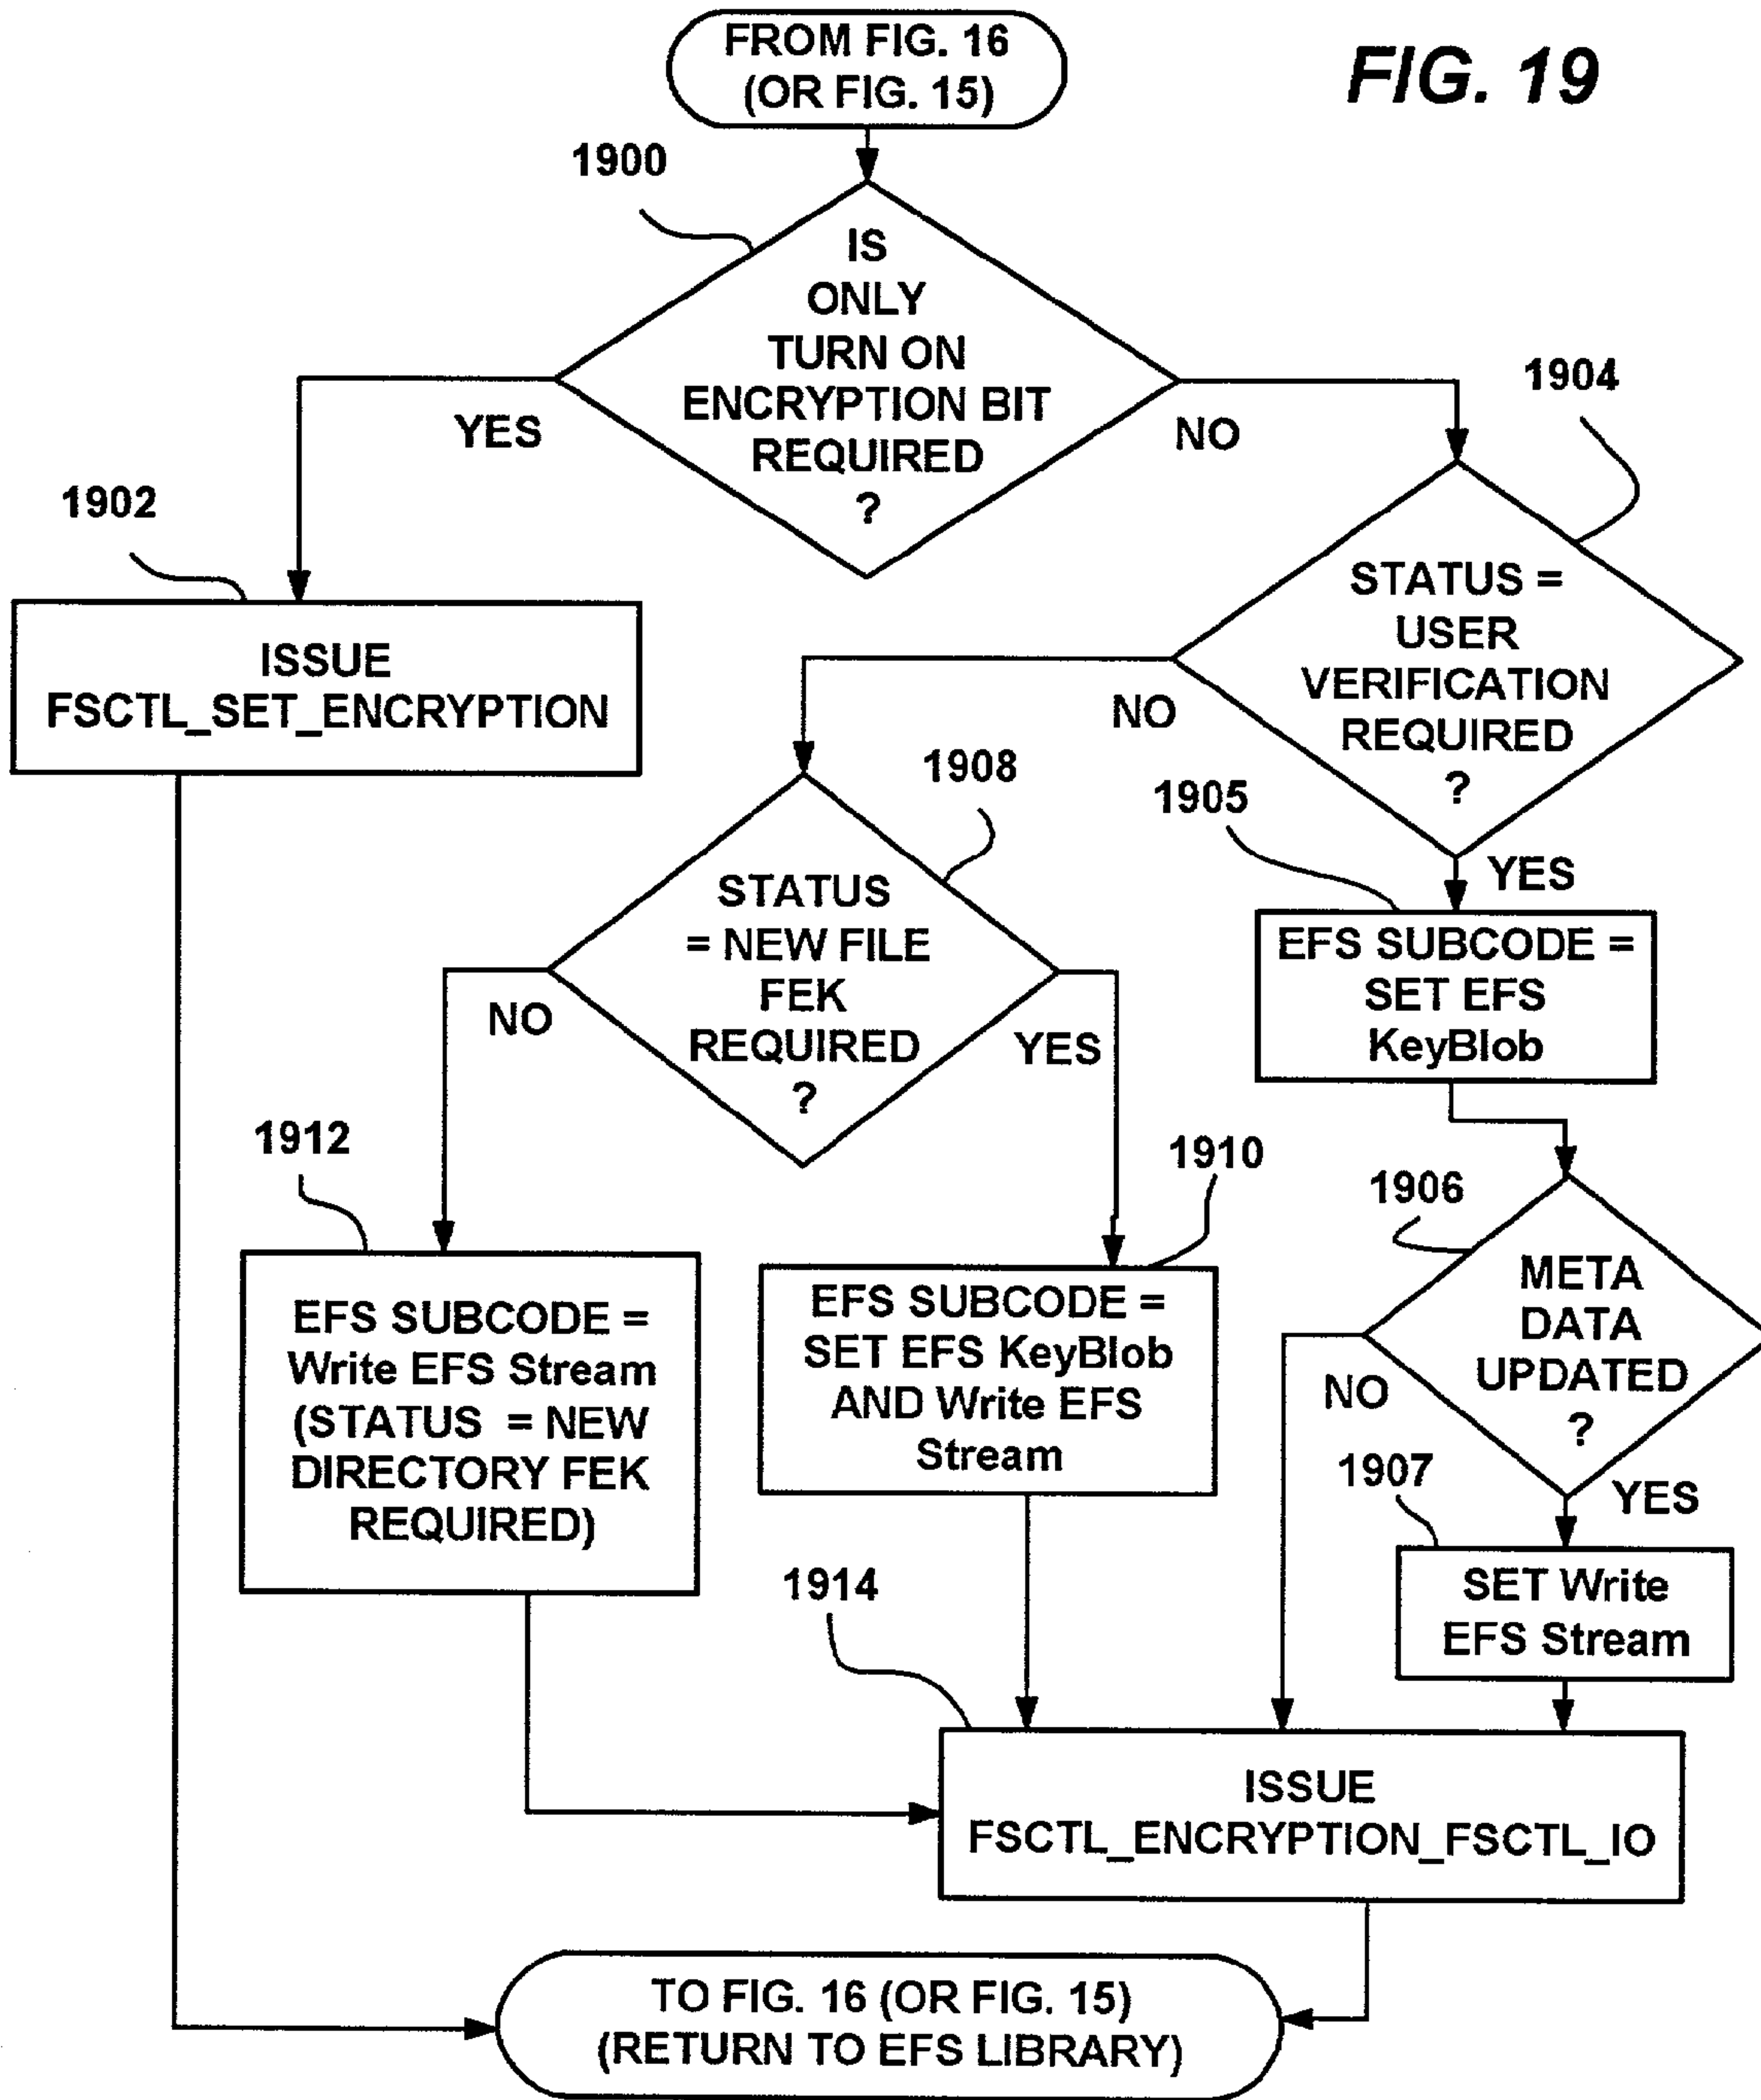 FROM FIG. 16
(OR FIG. 15)
FIG. 19
1900
IS
ONLY
TURN ON
ENCRYPTION BIT
REQUIRED
?
YES
NO
1902
ISSUE
FSCTL_SET_ENCRYPTION
1904
STATUS =
USER
VERIFICATION
REQUIRED
?
NO
YES
1908
STATUS
= NEW FILE
FEK
REQUIRED
?
NO
YES
1905
EFS SUBCODE =
SET EFS
KeyBlob
1912
EFS SUBCODE =
Write EFS Stream
(STATUS = NEW
DIRECTORY FEK
REQUIRED)
1910
EFS SUBCODE =
SET EFS KeyBlob
AND Write EFS
Stream
1906
META
DATA
UPDATED
?
NO
YES
1907
SET Write
EFS Stream
1914
ISSUE
FSCTL_ENCRYPTION_FSCTL_IO
TO FIG. 16 (OR FIG. 15)
(RETURN TO EFS LIBRARY)